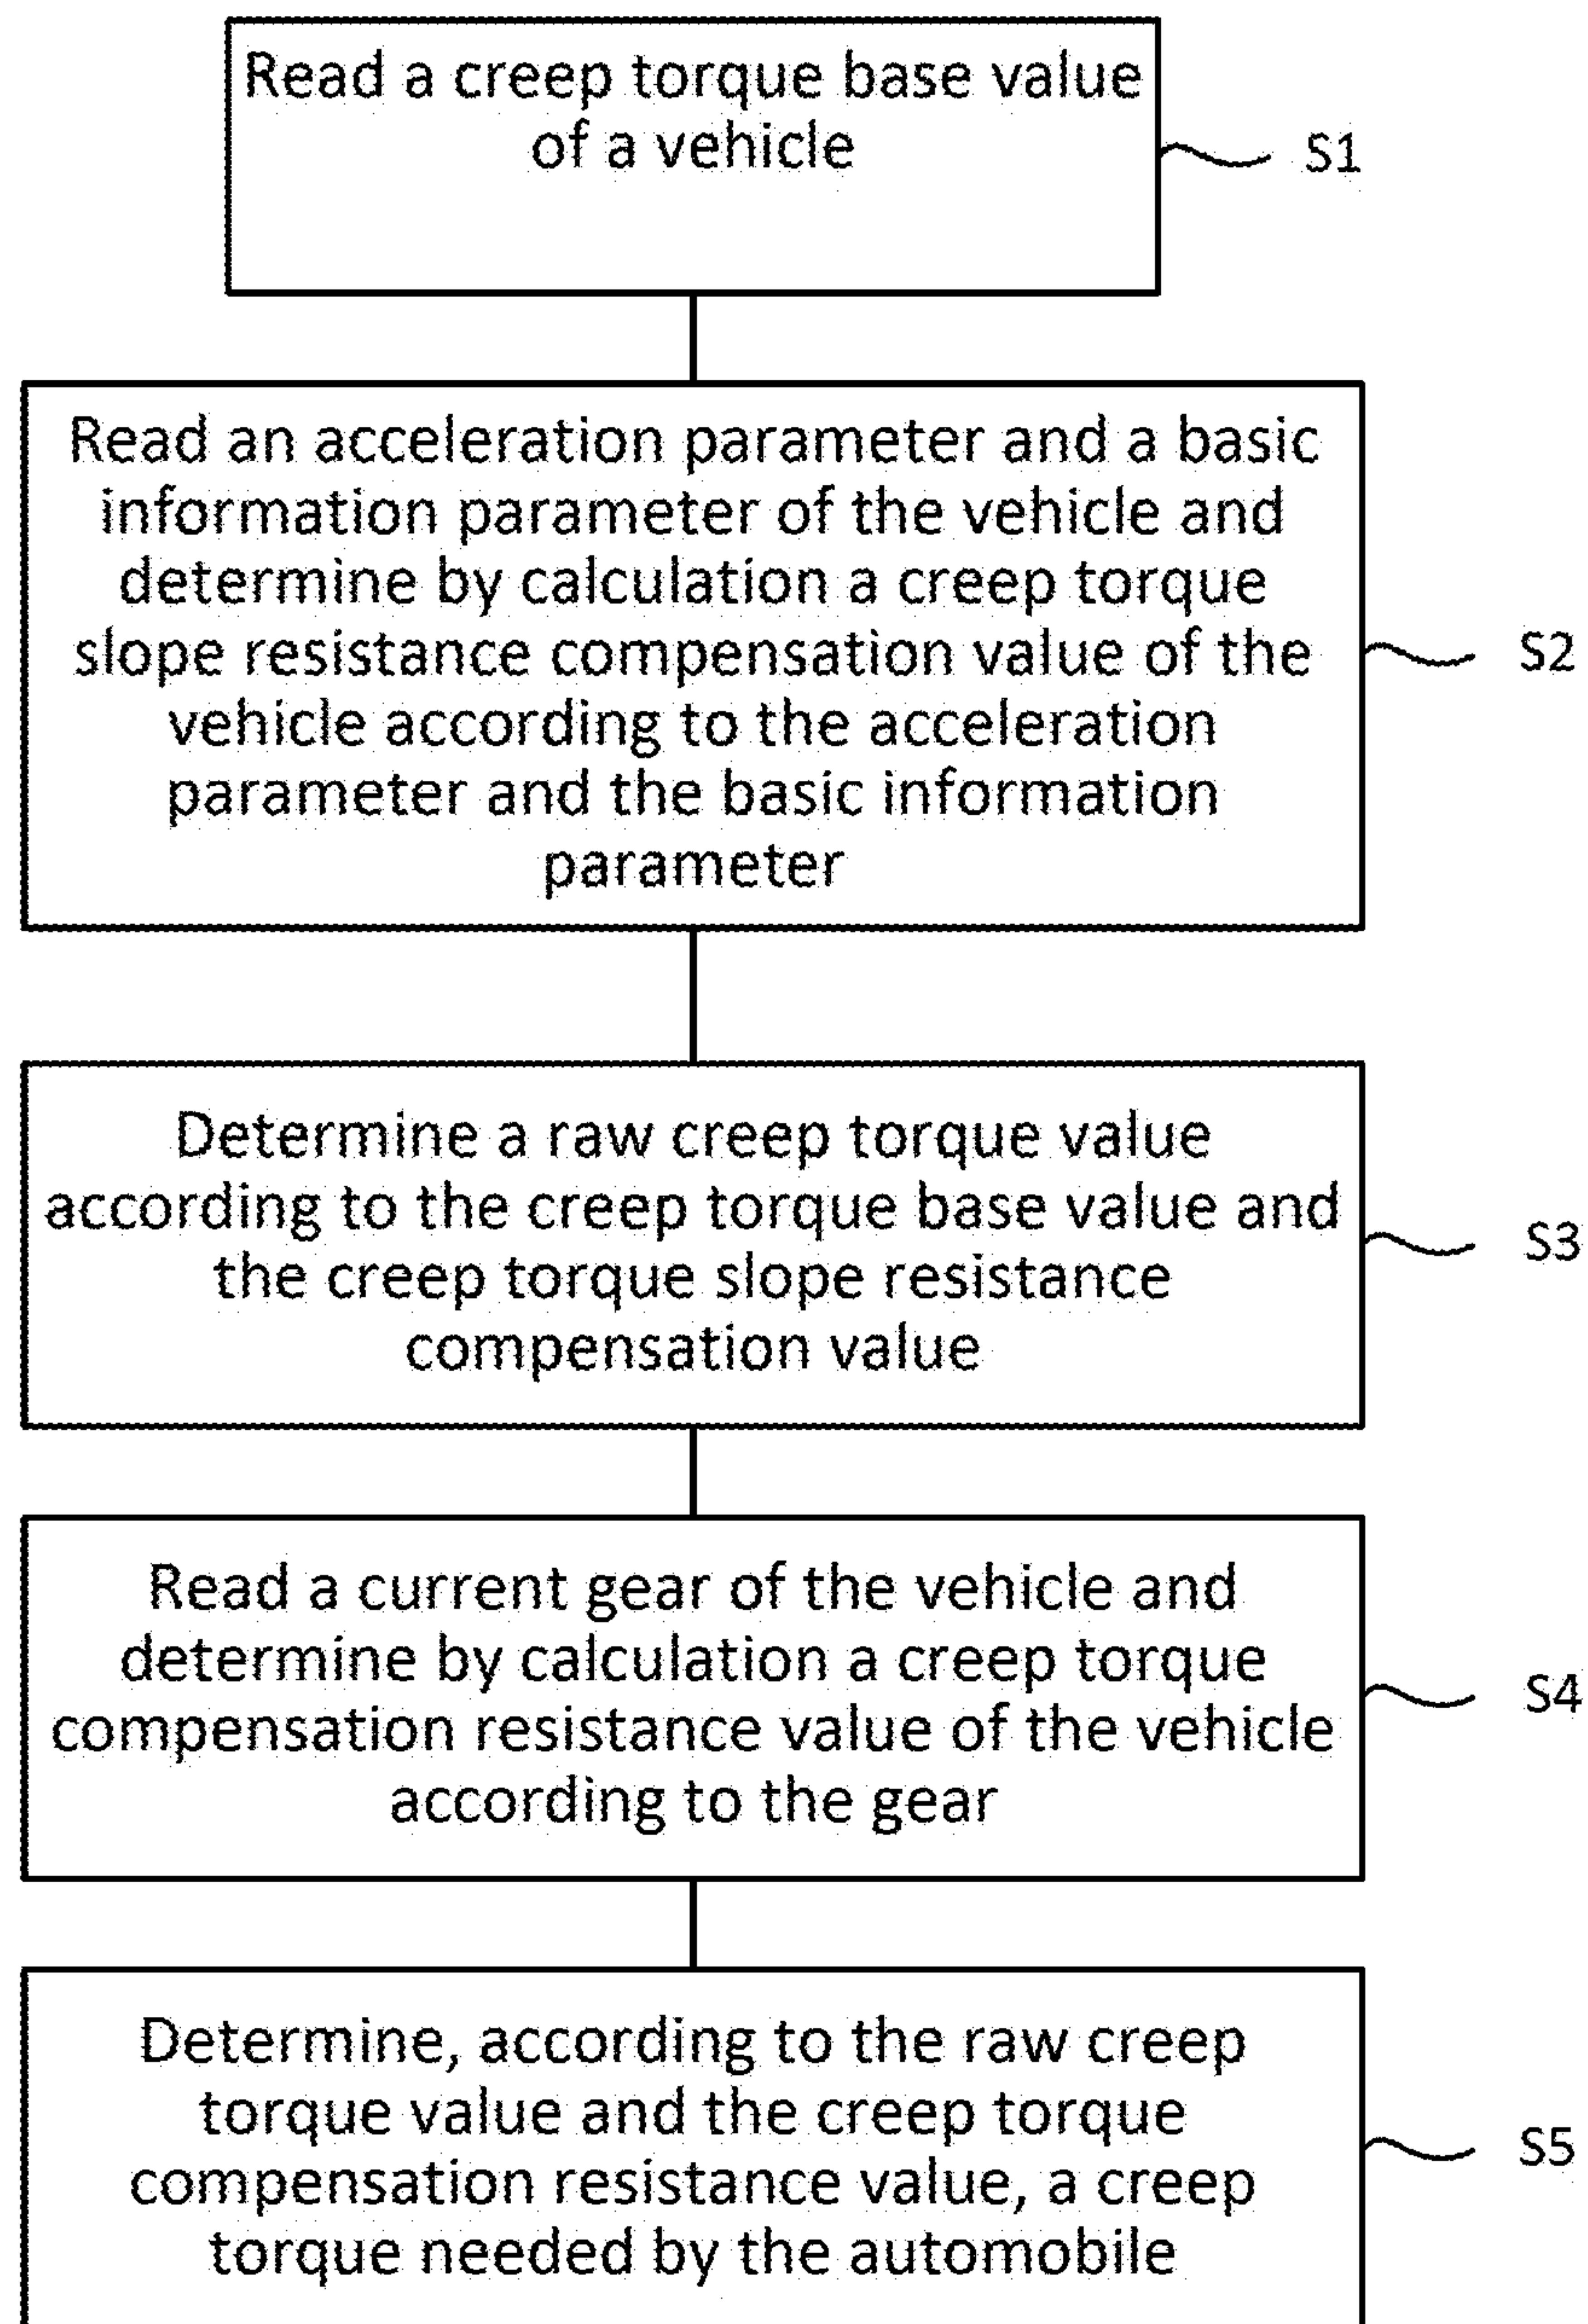 Read a creep torque base value
of a vehicle
S1
Read an acceleration parameter and a basic
information parameter of the vehicle and
determine by calculation a creep torque
slope resistance compensation value of the
vehicle according to the acceleration
parameter and the basic information
parameter
S2
Determine a raw creep torque value
according to the creep torque base value and
the creep torque slope resistance
compensation value
S3
Read a current gear of the vehicle and
determine by calculation a creep torque
compensation resistance value of the vehicle
according to the gear
S4
Determine, according to the raw creep
torque value and the creep torque
compensation resistance value, a creep
torque needed by the automobile
S5